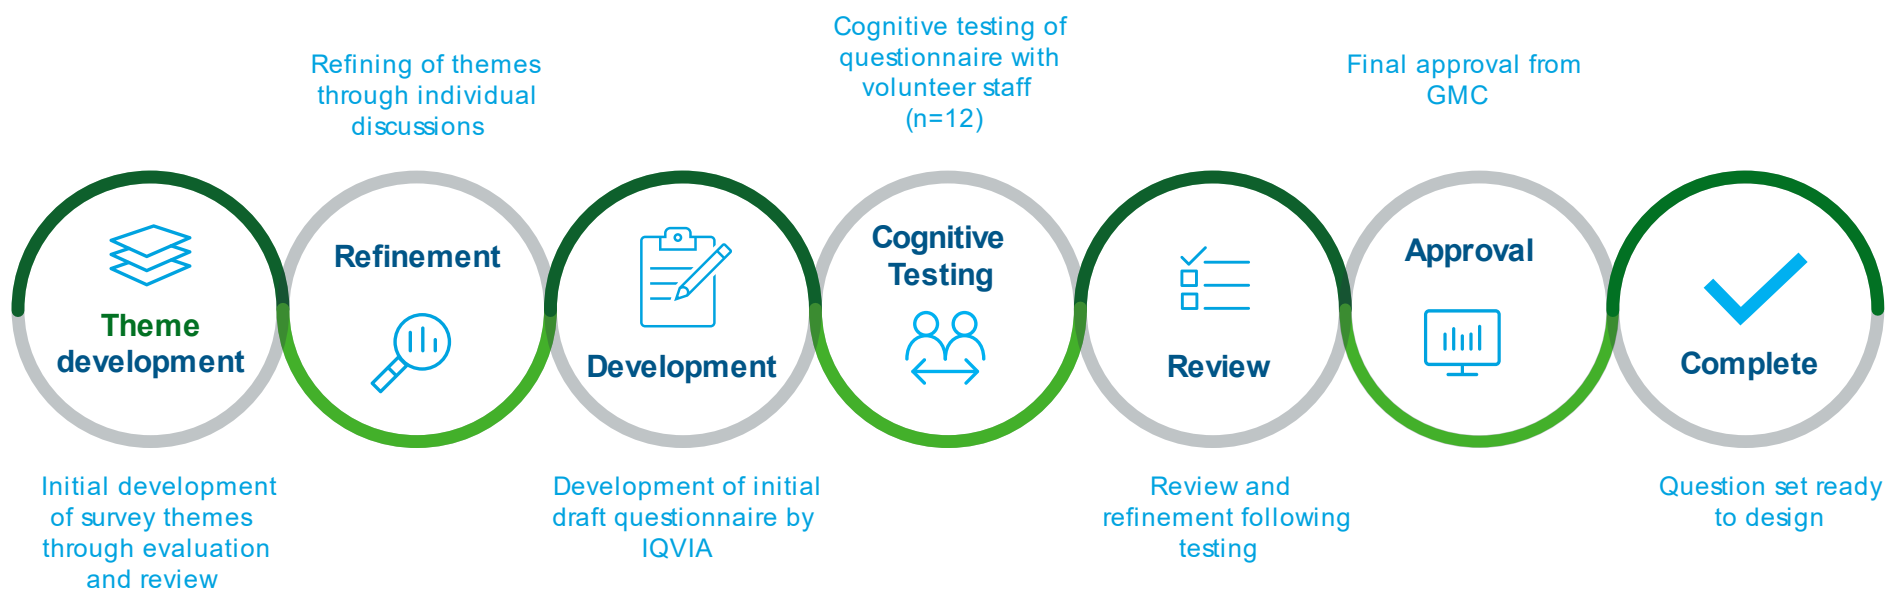 Theme
development
Initial development
of survey themes
through evaluation
and review
Refining of themes
through individual
discussions
Refinement
Development
Development of initial
draft questionnaire by
IQVIA
Cognitive testing of
questionnaire with
volunteer staff
(n=12)
Cognitive
Testing
Review
Review and
refinement following
testing
Final approval from
GMC
Approval
Complete
Question set ready
to design